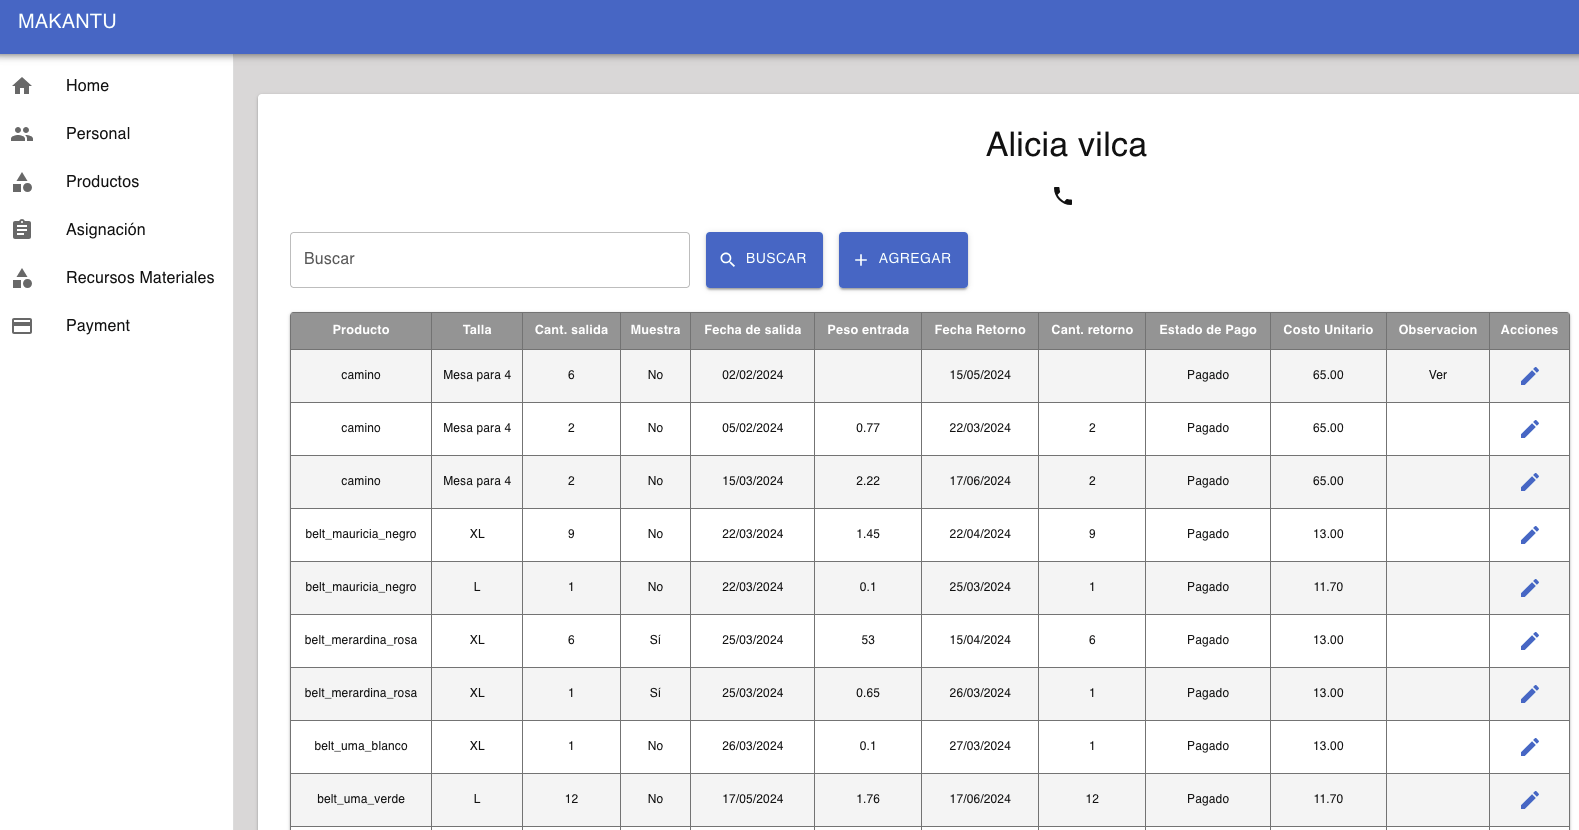 MAKANTU
Home
Personal
Productos
Asignación
Recursos Materiales
Payment
Alicia vilca
Buscar
BUSCAR
AGREGAR
Producto Talla Cant. salida Muestra Fecha de salida Peso entrada Fecha Retorno Cant. retorno Estado de Pago Costo Unitario Observacion Acciones
camino Mesa para 4 6 No 02/02/2024 15/05/2024 Pagado 65.00 Ver
camino Mesa para 4 2 No 05/02/2024 0.77 22/03/2024 2 Pagado 65.00
camino Mesa para 4 2 No 15/03/2024 2.22 17/06/2024 2 Pagado 65.00
belt_mauricia_negro XL 9 No 22/03/2024 1.45 22/04/2024 9 Pagado 13.00
belt_mauricia_negro L 1 No 22/03/2024 0.1 25/03/2024 1 Pagado 11.70
belt_merardina_rosa XL 6 Sí 25/03/2024 53 15/04/2024 6 Pagado 13.00
belt_merardina_rosa XL 1 Sí 25/03/2024 0.65 26/03/2024 1 Pagado 13.00
belt_uma_blanco XL 1 No 26/03/2024 0.1 27/03/2024 1 Pagado 13.00
belt_uma_verde L 12 No 17/05/2024 1.76 17/06/2024 12 Pagado 11.70